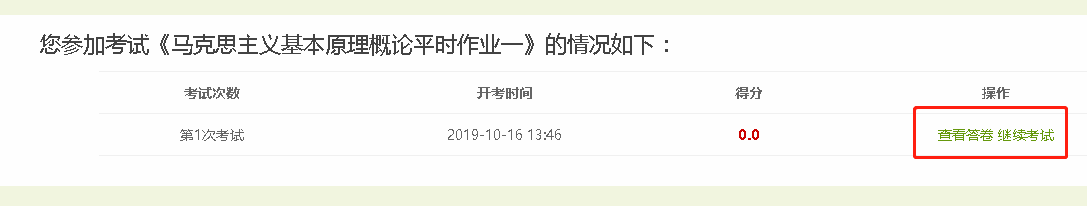 您参加考试《马克思主义基本原理概论平时作业一》的情况如下：
考试次数 开考时间 得分 操作
第1次考试 2019-10-16 13:46 0.0 查看答卷 继续考试